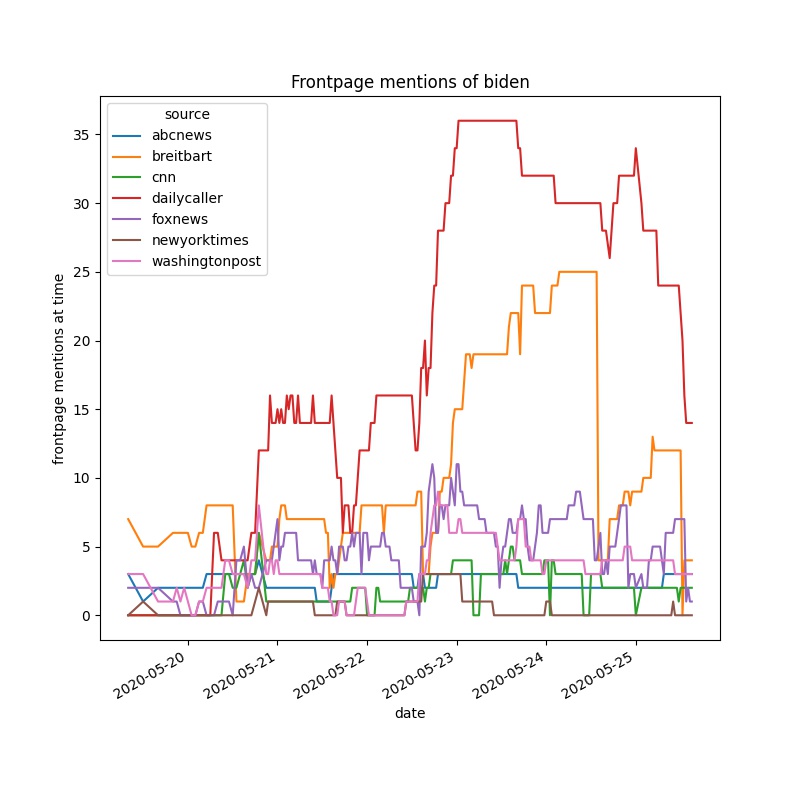 Frontpage mentions of biden
source
abcnews
breitbart
cnn
dailycaller
foxnews
newyorktimes
washingtonpost
frontpage mentions at time
35
30
25
20
15
10
5
0
2020-05-20
2020-05-21
2020-05-22
2020-05-23
2020-05-24
2020-05-25
date